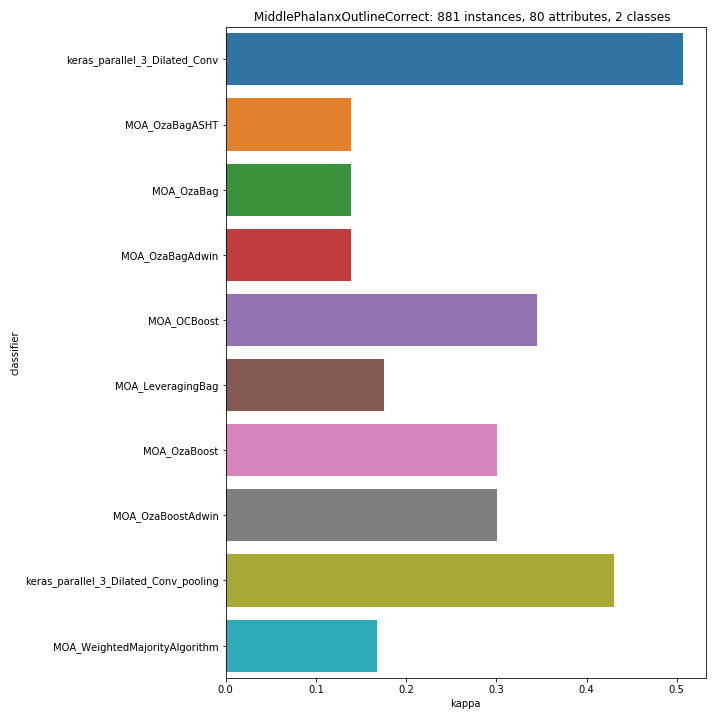 MiddlePhalanxOutlineCorrect: 881 instances, 80 attributes, 2 classes
classifier
keras_parallel_3_Dilated_Conv
MOA_OzaBagASHT
MOA_OzaBag
MOA_OzaBagAdwin
MOA_OCBoost
MOA_LeveragingBag
MOA_OzaBoost
MOA_OzaBoostAdwin
keras_parallel_3_Dilated_Conv_pooling
MOA_WeightedMajorityAlgorithm
0.0 0.1 0.2 0.3 0.4 0.5
kappa